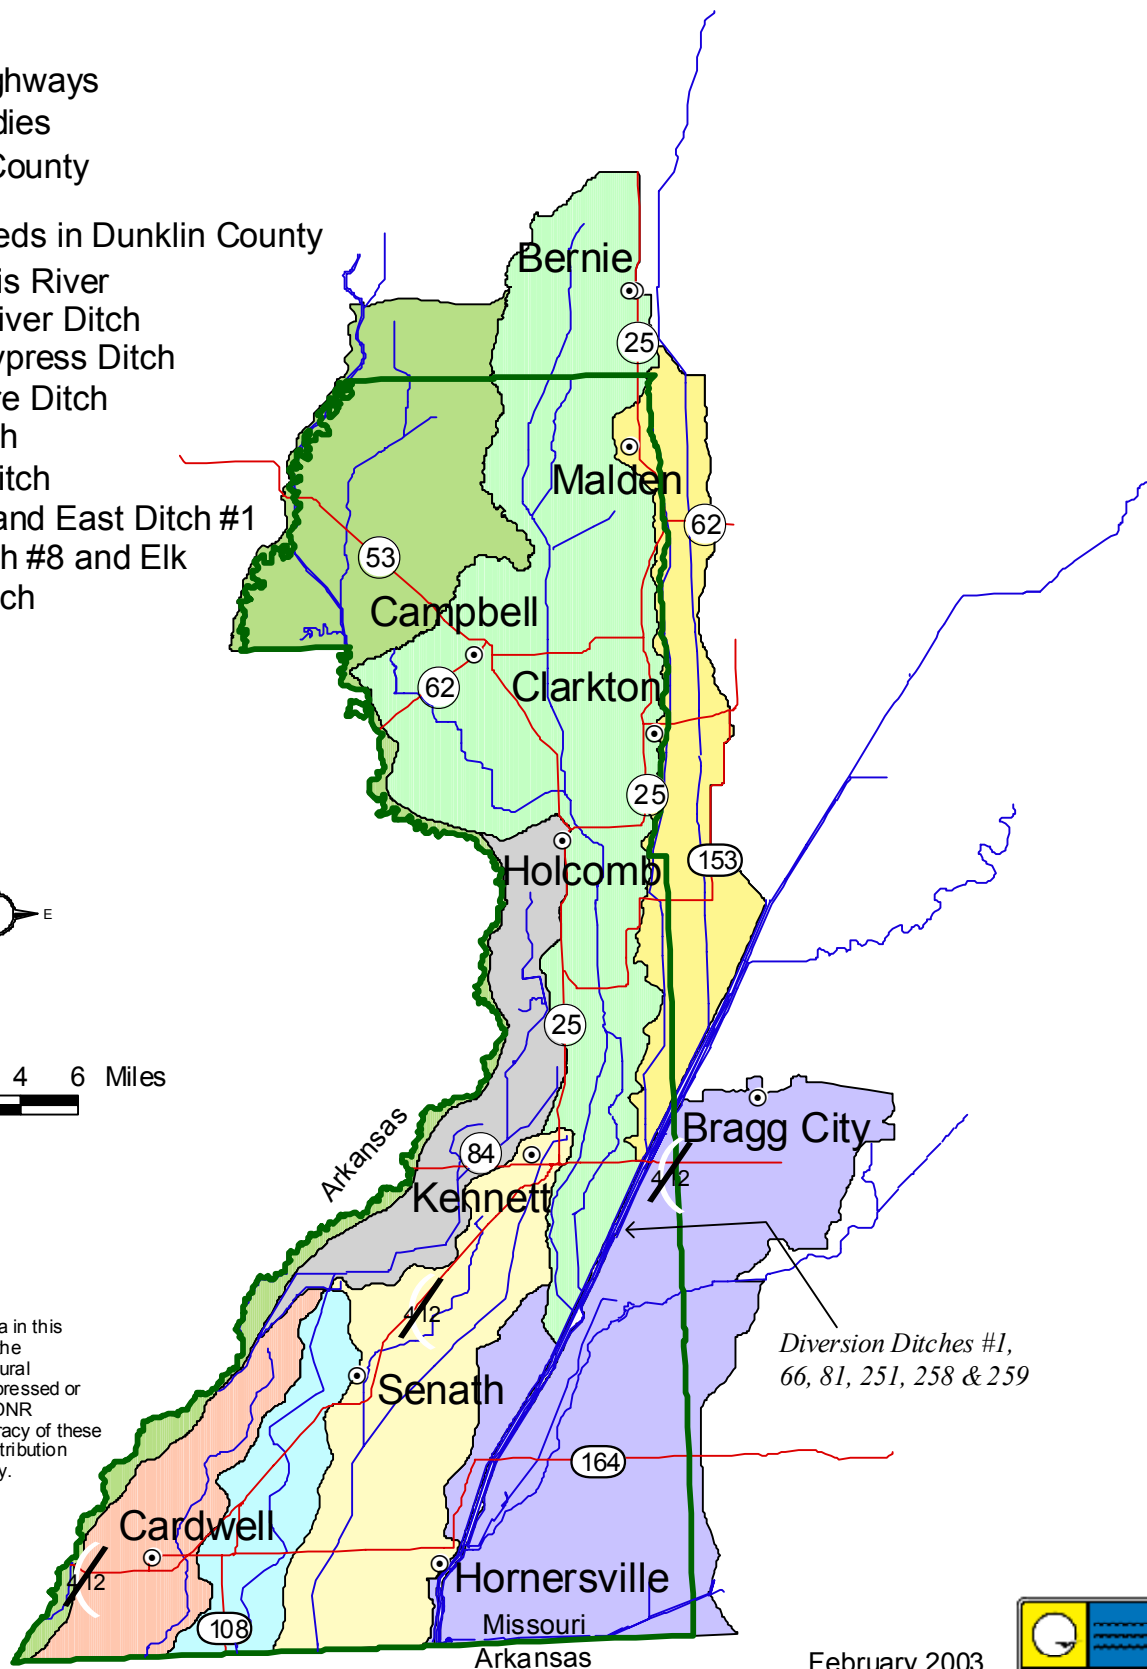 ghways
dies
County
eds in Dunklin County
is River
iver Ditch
ypress Ditch
re Ditch
h
itch
and East Ditch #1
h #8 and Elk
ch
Bernie
25
Malden
62
53
Campbell
62
Clarkton
25
Holcomb
153
E
25
4 6 Miles
Arkansas
84
Bragg City
412
Kennett
412
a in this
the
ural
pressed or
DNR
racy of these
tribution
y.
Diversion Ditches #1,
66, 81, 251, 258 & 259
Senath
164
Cardwell
412
Hornersville
108
Missouri
Arkansas
February 2003